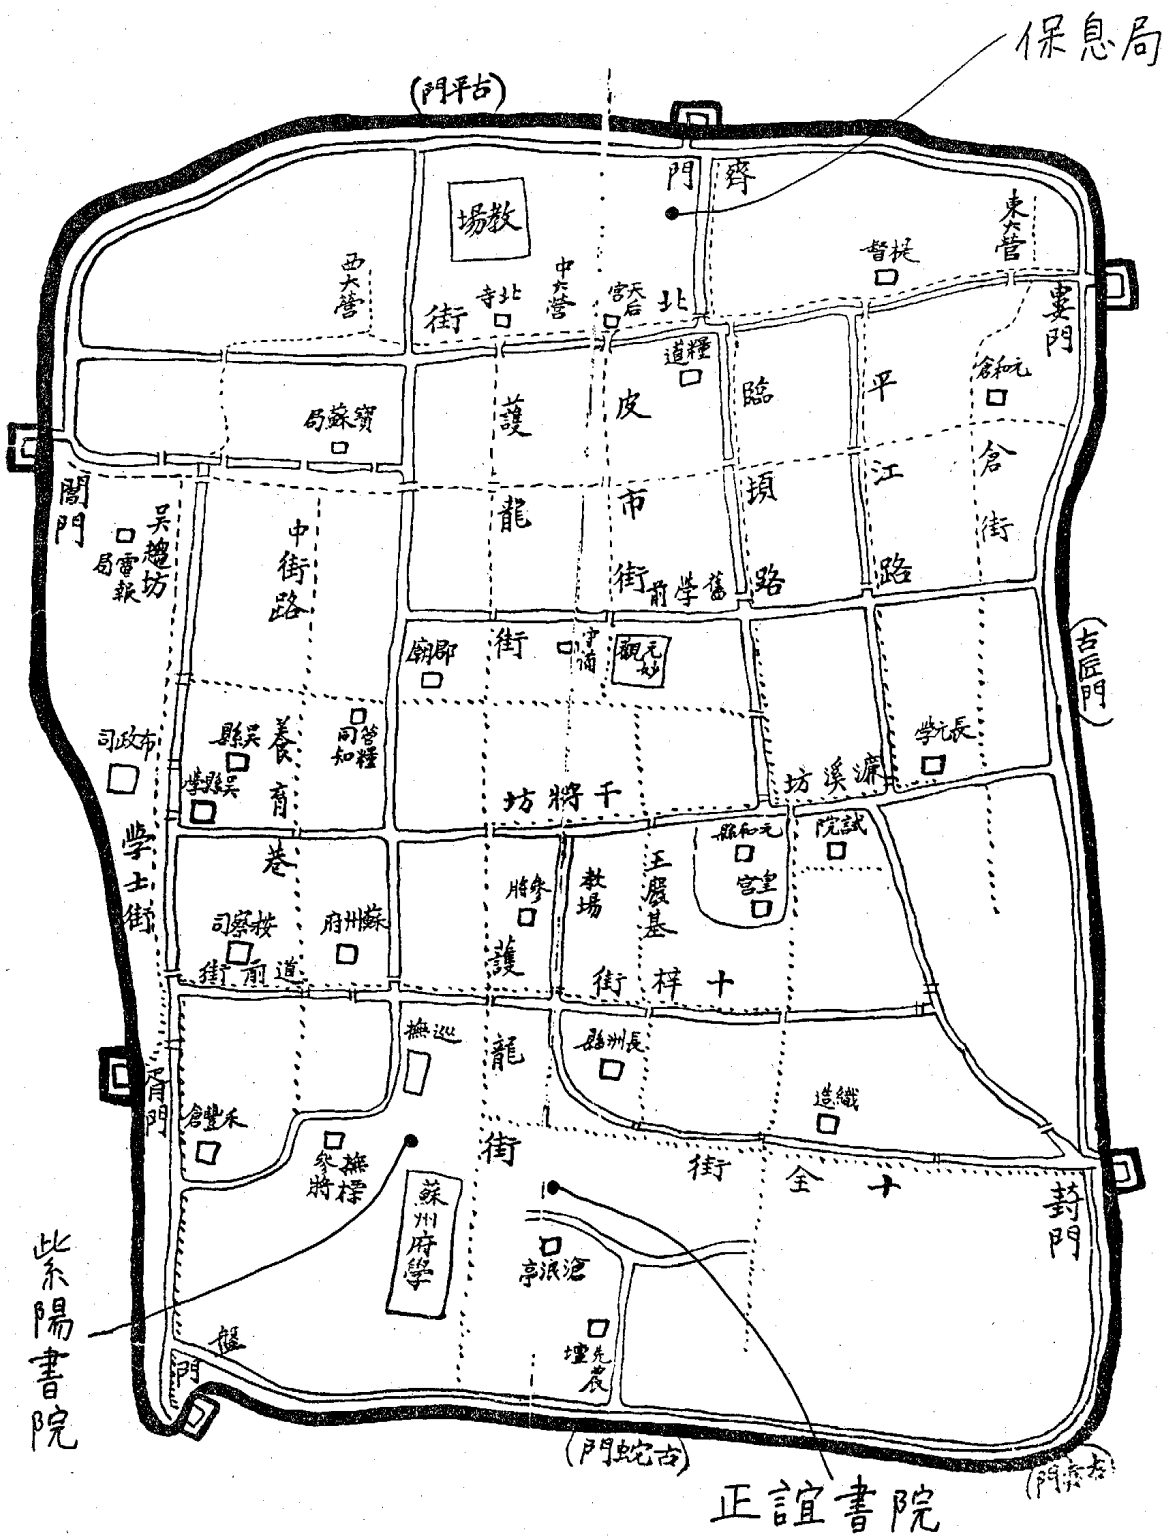 保息局
(古平門)
齊門
教場
東大營
提督
西大營
中大營
天后宮
北寺
北街
婁門
糧道
元和倉
臨頓路
平江路
倉街
護龍街
皮市街
寶蘇局
閶門
吳趨坊
電報局
中街路
舊學前
郡廟
守備
元妙觀
(古匠門)
布政司
吳縣
吳縣學
養育巷
管糧同知
長元學
干將坊
濂溪坊
學士街
元和縣
試院
皇宮
王廢基
教場
參將
按察司
蘇州府
道前街
護龍街
十梓街
巡撫
長洲縣
胥門
禾豐倉
撫標參將
織造
十全街
葑門
蘇州府學
紫陽書院
滄浪亭
先農壇
盤門
(古蛇門)
正誼書院